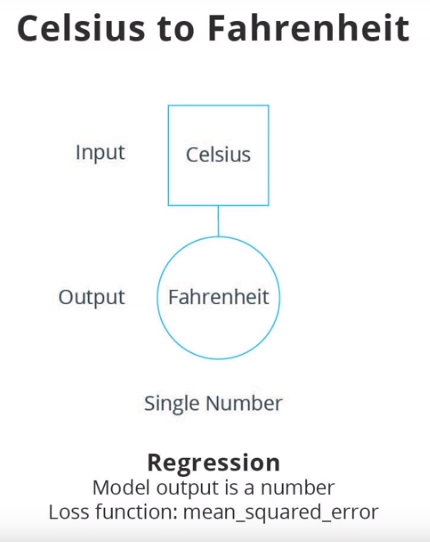 Celsius to Fahrenheit
Input
Celsius
Output
Fahrenheit
Single Number
Regression
Model output is a number
Loss function: mean_squared_error